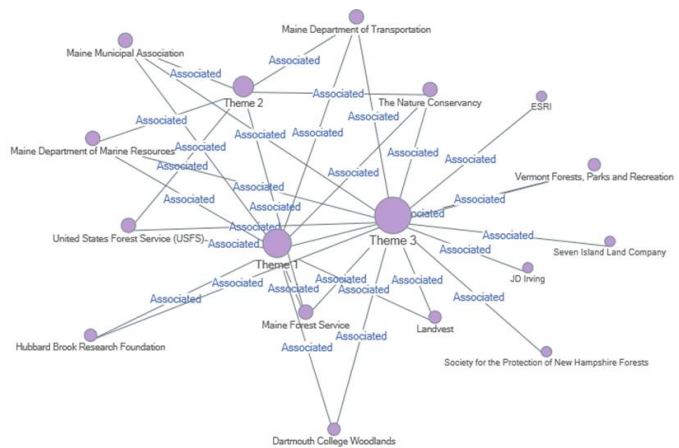 Maine Department of Transportation
Maine Municipal Association
Associated
Associated
Theme 2
Associated
The Nature Conservancy
ESRI
Associated
Associated
Associated
Associated
Maine Department of Marine Resources
Associated
Associated
Associated
Associated
Vermont Forests, Parks and Recreation
Associated
Associated
Associated
Associated
Associated
ociated
Theme 3
Associated
United States Forest Service (USFS)
Associated
Associated
Associated
Seven Island Land Company
Theme 1
JD Irving
Associated
Associated
Associated
Associated
Associated
Associated
Associated
Maine Forest Service
Landvest
Associated
Associated
Hubbard Brook Research Foundation
Society for the Protection of New Hampshire Forests
Dartmouth College Woodlands